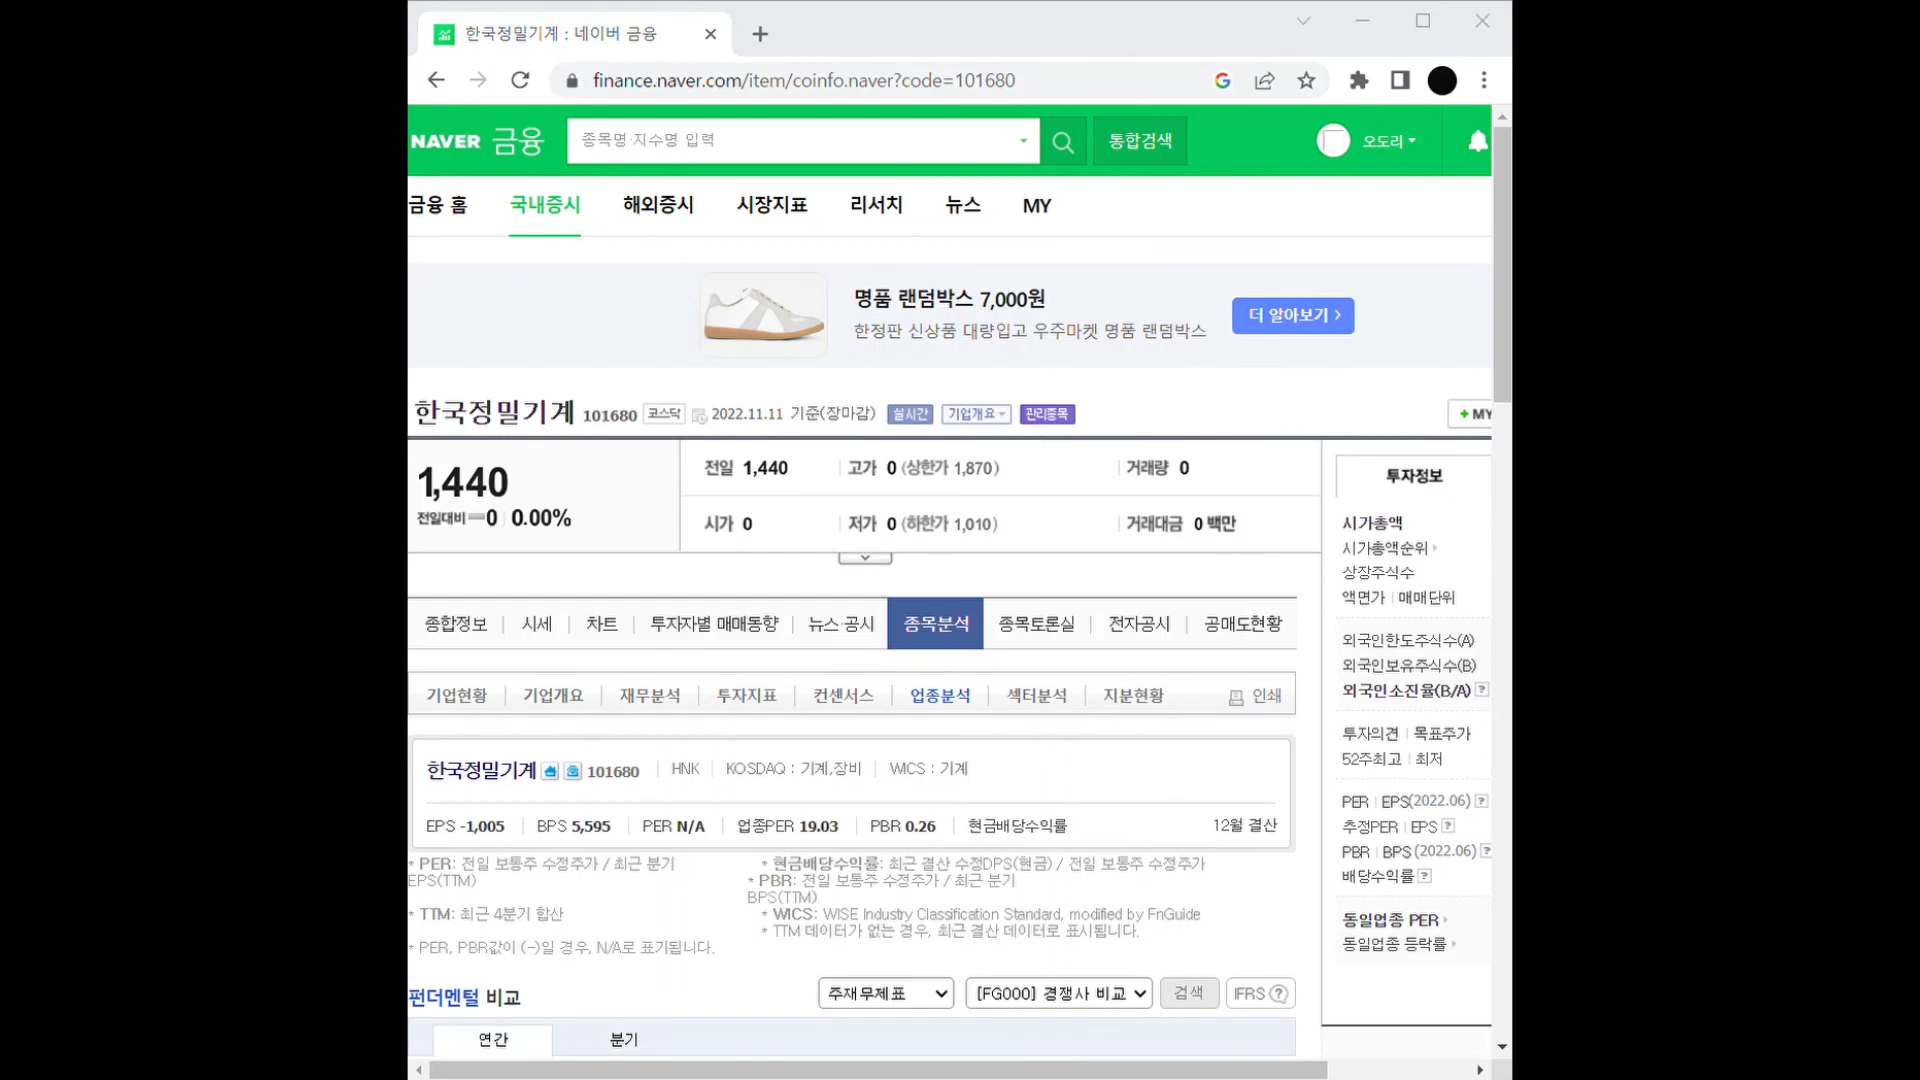 한국정밀기계 : 네이버 금융
finance.naver.com/item/coinfo.naver?code=101680
NAVER 금융 종목명·지수명 입력 통합검색 오도리
금융 홈 국내증시 해외증시 시장지표 리서치 뉴스 MY
명품 랜덤박스 7,000원
한정판 신상품 대량입고 우주마켓 명품 랜덤박스
더 알아보기
한국정밀기계 101680 코스닥 2022.11.11 기준(장마감) 실시간 기업개요 관리종목 + MY
1,440
전일대비 0 0.00%
전일 1,440 고가 0 (상한가 1,870) 거래량 0
시가 0 저가 0 (하한가 1,010) 거래대금 0 백만
종합정보 시세 차트 투자자별 매매동향 뉴스·공시 종목분석 종목토론실 전자공시 공매도현황
기업현황 기업개요 재무분석 투자지표 컨센서스 업종분석 섹터분석 지분현황 인쇄
한국정밀기계 101680 HNK KOSDAQ : 기계,장비 WICS : 기계
EPS -1,005 BPS 5,595 PER N/A 업종PER 19.03 PBR 0.26 현금배당수익률 12월 결산
* PER: 전일 보통주 수정주가 / 최근 분기
EPS(TTM)
* TTM: 최근 4분기 합산
* PER, PBR값이 (-)일 경우, N/A로 표기됩니다.
* 현금배당수익률: 최근 결산 수정DPS(현금) / 전일 보통주 수정주가
* PBR: 전일 보통주 수정주가 / 최근 분기
BPS(TTM)
* WICS: WISE Industry Classification Standard, modified by FnGuide
* TTM 데이터가 없는 경우, 최근 결산 데이터로 표시됩니다.
펀더멘털 비교 주재무제표 [FG000] 경쟁사 비교 검색 IFRS ?
연간 분기
투자정보
시가총액
시가총액순위
상장주식수
액면가 매매단위
외국인한도주식수(A)
외국인보유주식수(B)
외국인소진율(B/A) ?
투자의견 목표주가
52주최고 최저
PER EPS(2022.06) ?
추정PER EPS ?
PBR BPS (2022.06) ?
배당수익률 ?
동일업종 PER
동일업종 등락률